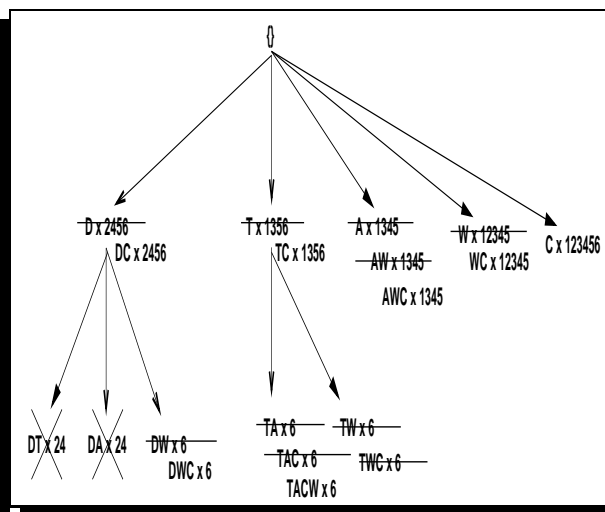 {}
D x 2456
DC x 2456
T x 1356
TC x 1356
A x 1345
AW x 1345
AWC x 1345
W x 12345
WC x 12345
C x 123456
DT x 24
DA x 24
DW x 6
DWC x 6
TA x 6
TAC x 6
TACW x 6
TW x 6
TWC x 6